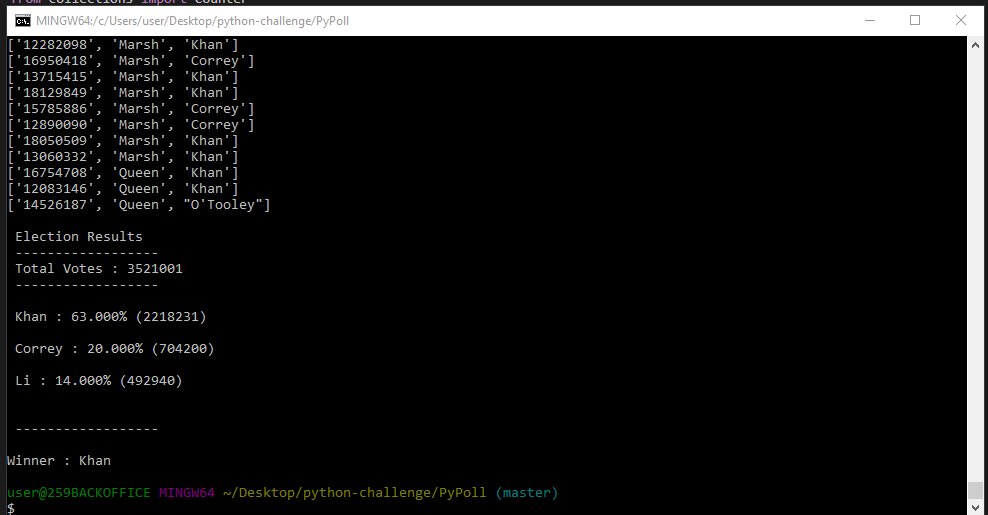 from collections import Counter
MINGW64:/c/Users/user/Desktop/python-challenge/PyPoll
['12282098', 'Marsh', 'Khan']
['16950418', 'Marsh', 'Correy']
['13715415', 'Marsh', 'Khan']
['18129849', 'Marsh', 'Khan']
['15785886', 'Marsh', 'Correy']
['12890090', 'Marsh', 'Correy']
['18050509', 'Marsh', 'Khan']
['13060332', 'Marsh', 'Khan']
['16754708', 'Queen', 'Khan']
['12083146', 'Queen', 'Khan']
['14526187', 'Queen', "O'Tooley"]
Election Results
------------------
Total Votes : 3521001
------------------
Khan : 63.000% (2218231)
Correy : 20.000% (704200)
Li : 14.000% (492940)
------------------
Winner : Khan
user@259BACKOFFICE MINGW64 ~/Desktop/python-challenge/PyPoll (master)
$